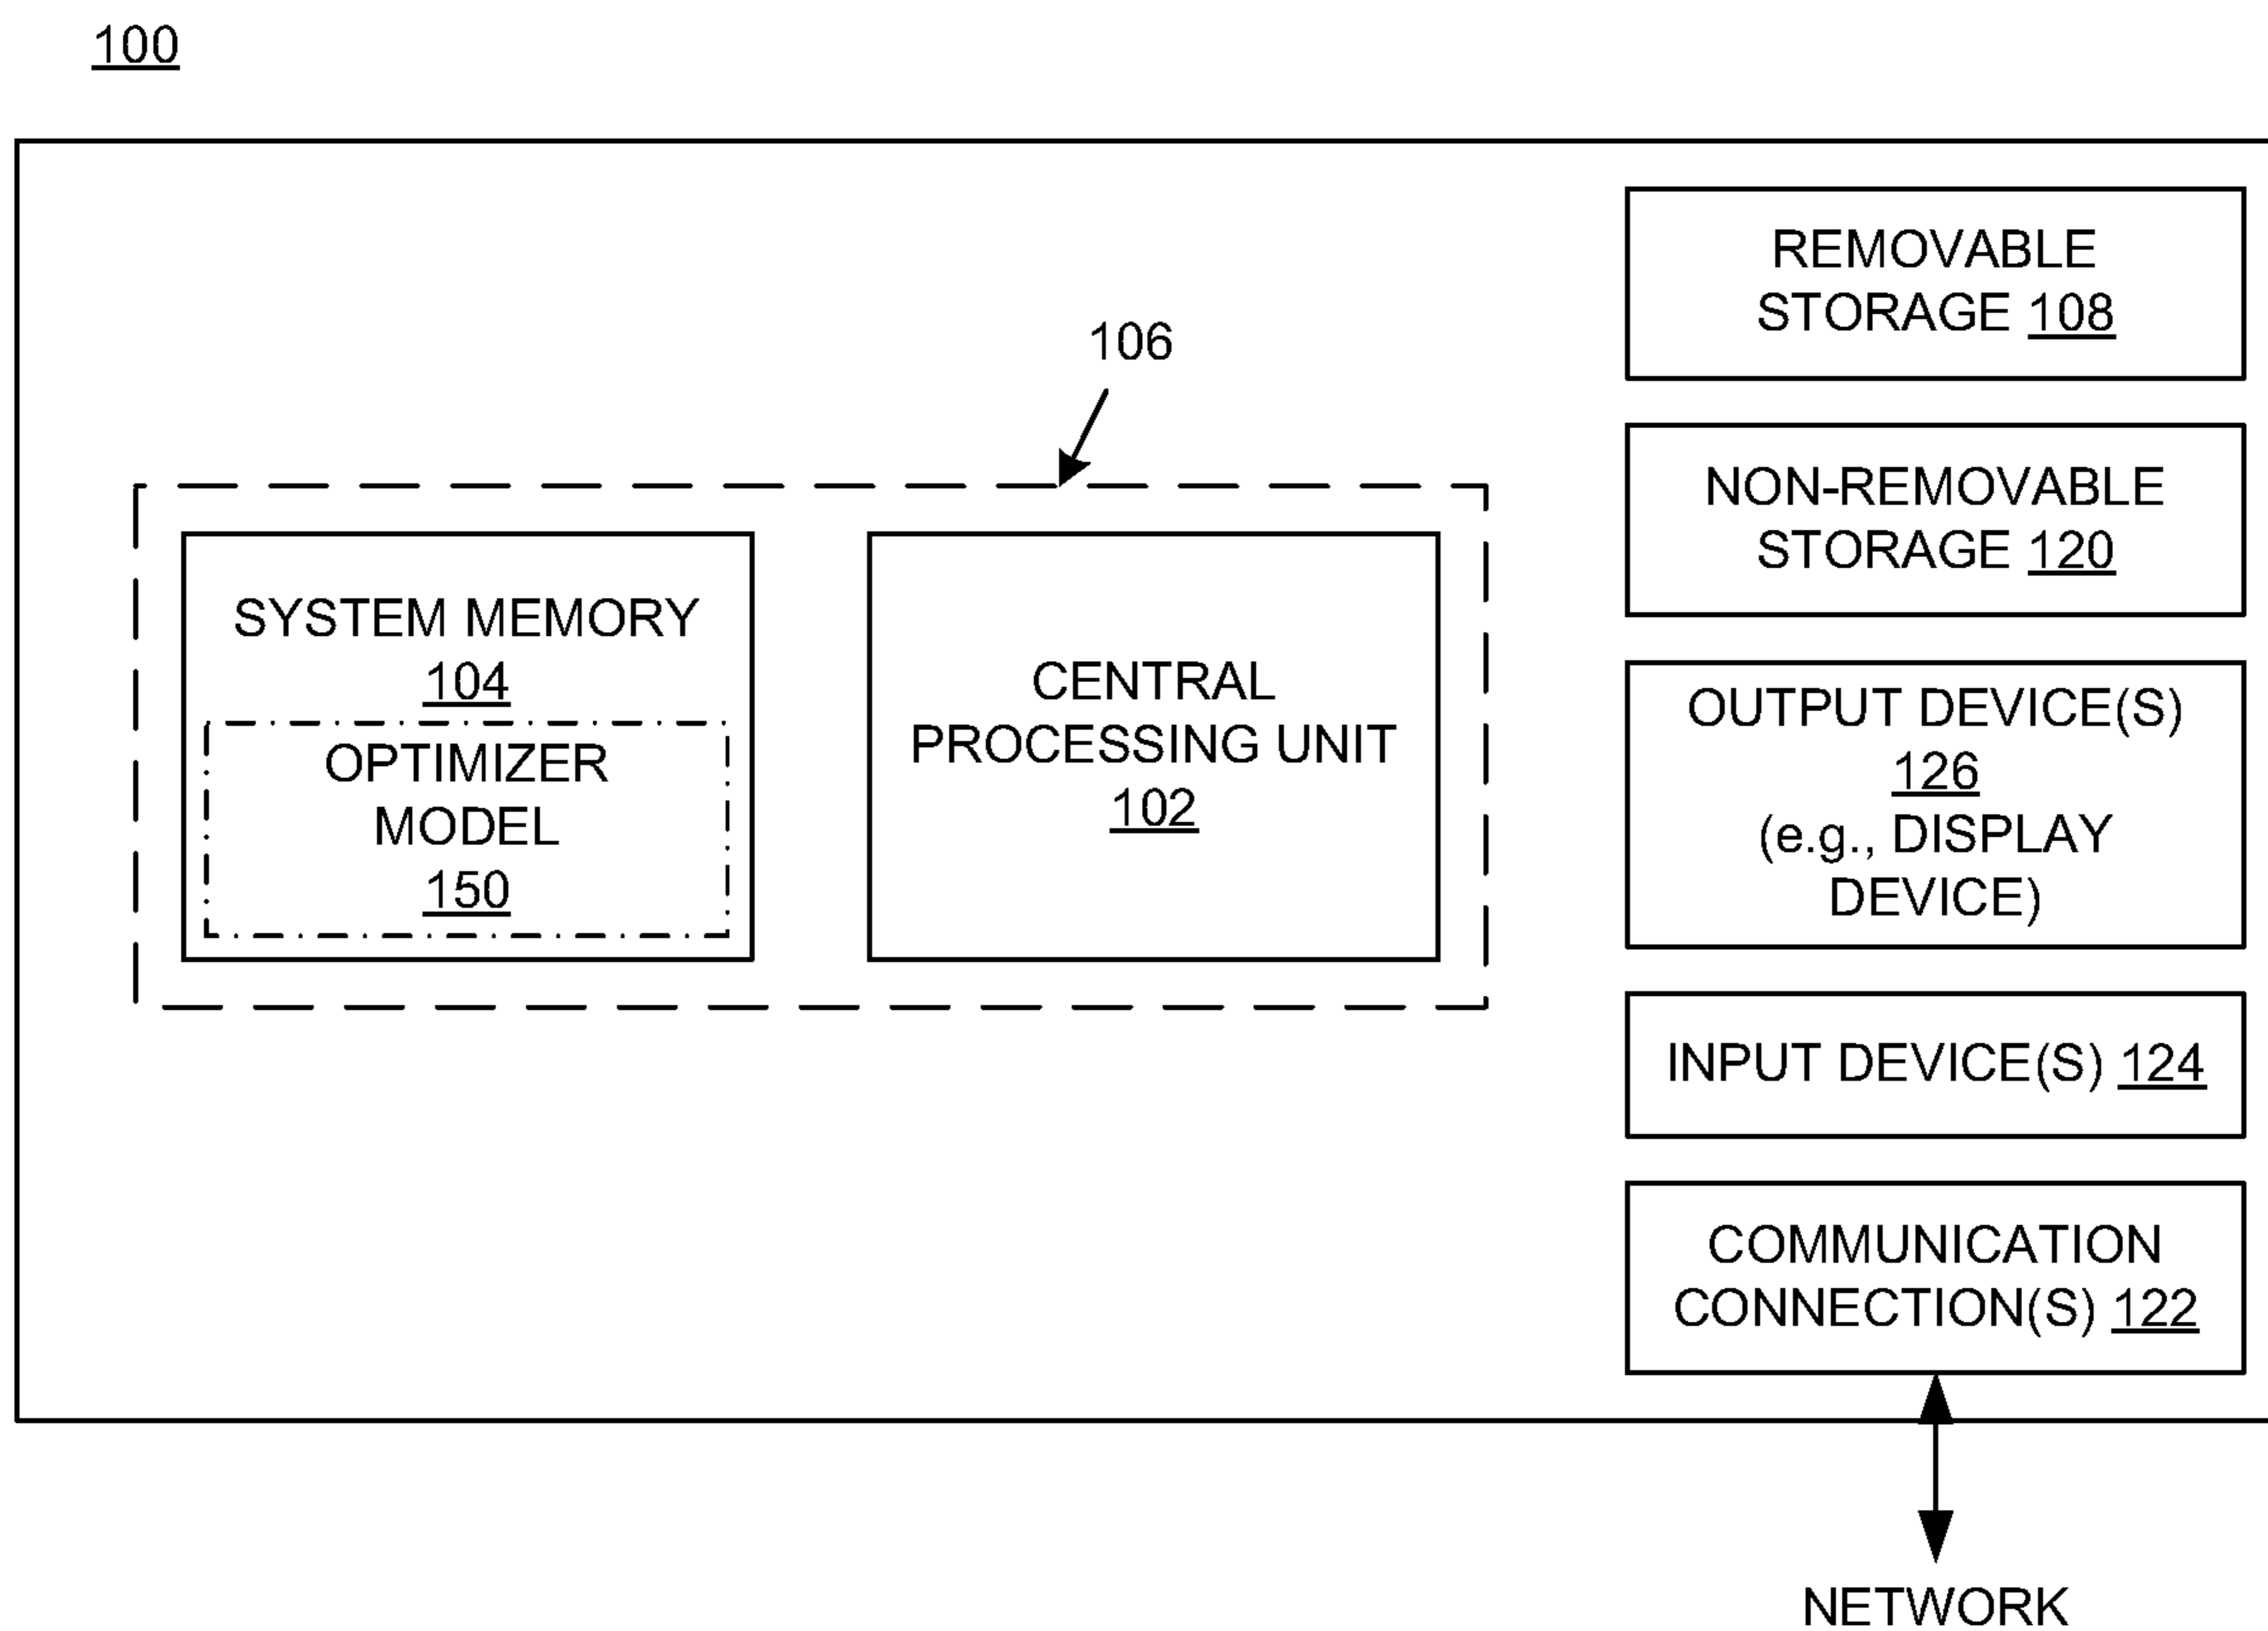 100
106
SYSTEM MEMORY
104
OPTIMIZER
MODEL
150
CENTRAL
PROCESSING UNIT
102
REMOVABLE
STORAGE 108
NON-REMOVABLE
STORAGE 120
OUTPUT DEVICE(S)
126
(e.g., DISPLAY
DEVICE)
INPUT DEVICE(S) 124
COMMUNICATION
CONNECTION(S) 122
NETWORK